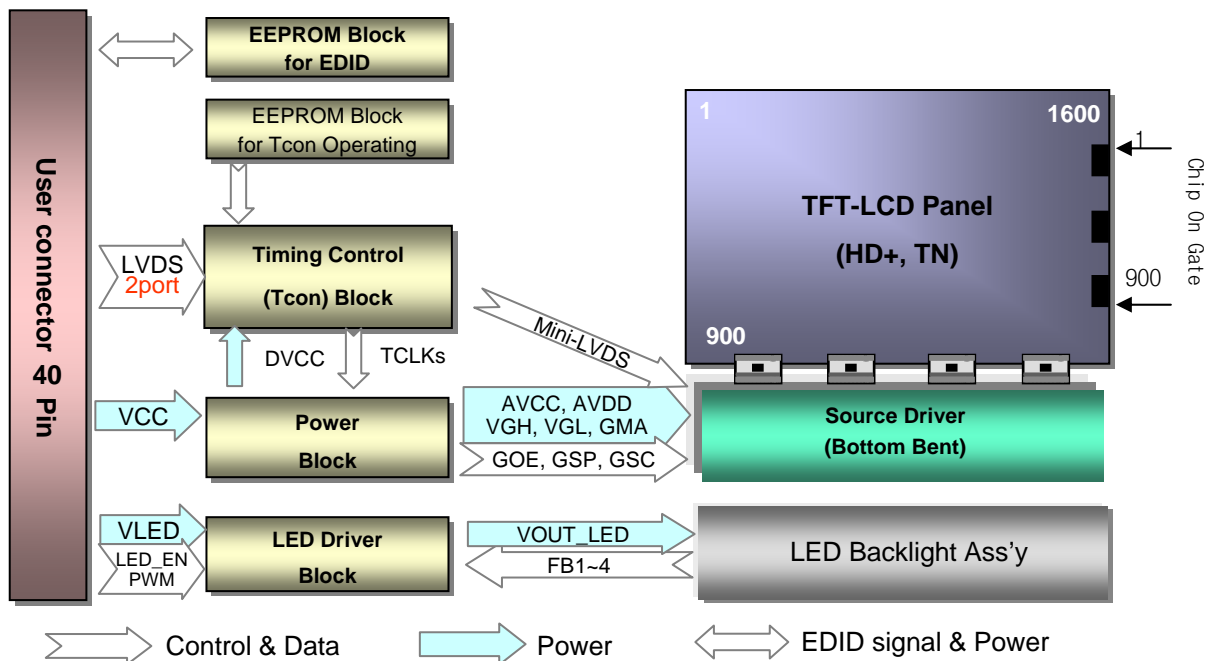 EEPROM Block
for EDID
EEPROM Block
for Tcon Operating
User connector 40 Pin
LVDS
2port
Timing Control
(Tcon) Block
DVCC
TCLKs
Mini-LVDS
1
1600
TFT-LCD Panel
(HD+, TN)
900
1
900
Chip On Gate
VCC
Power
Block
AVCC, AVDD
VGH, VGL, GMA
GOE, GSP, GSC
Source Driver
(Bottom Bent)
VLED
LED_EN
PWM
LED Driver
Block
VOUT_LED
FB1~4
LED Backlight Ass'y
Control & Data
Power
EDID signal & Power